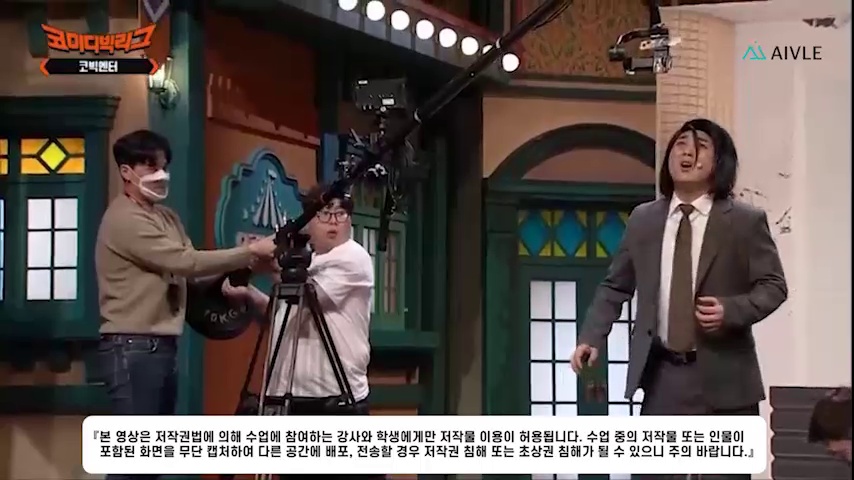 코미디빅리그
코빅엔터
AIVLE
10KG
『본 영상은 저작권법에 의해 수업에 참여하는 강사와 학생에게만 저작물 이용이 허용됩니다. 수업 중의 저작물 또는 인물이
포함된 화면을 무단 캡처하여 다른 공간에 배포, 전송할 경우 저작권 침해 또는 초상권 침해가 될 수 있으니 주의 바랍니다.』